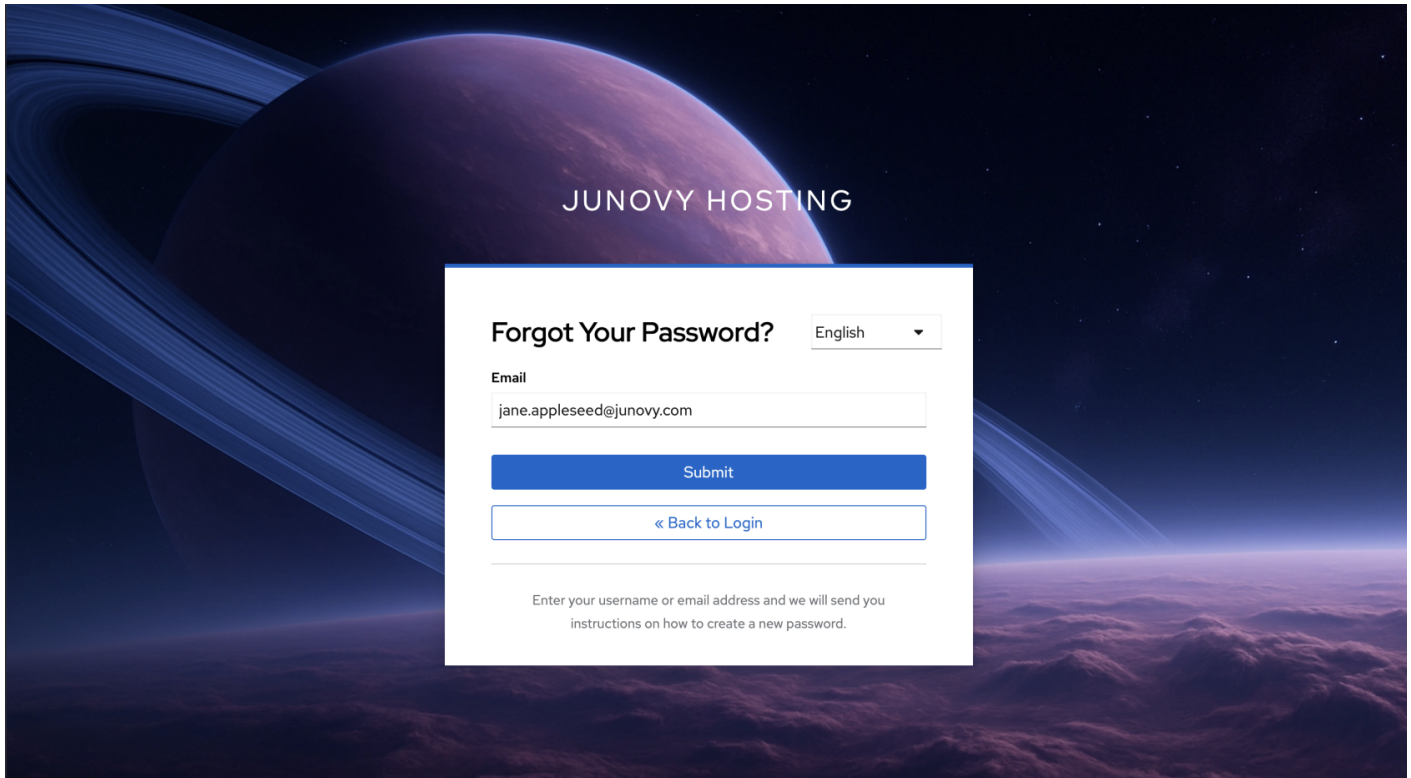 JUNOVY HOSTING
Forgot Your Password?
English
Email
jane.appleseed@junovy.com
Submit
« Back to Login
Enter your username or email address and we will send you
instructions on how to create a new password.